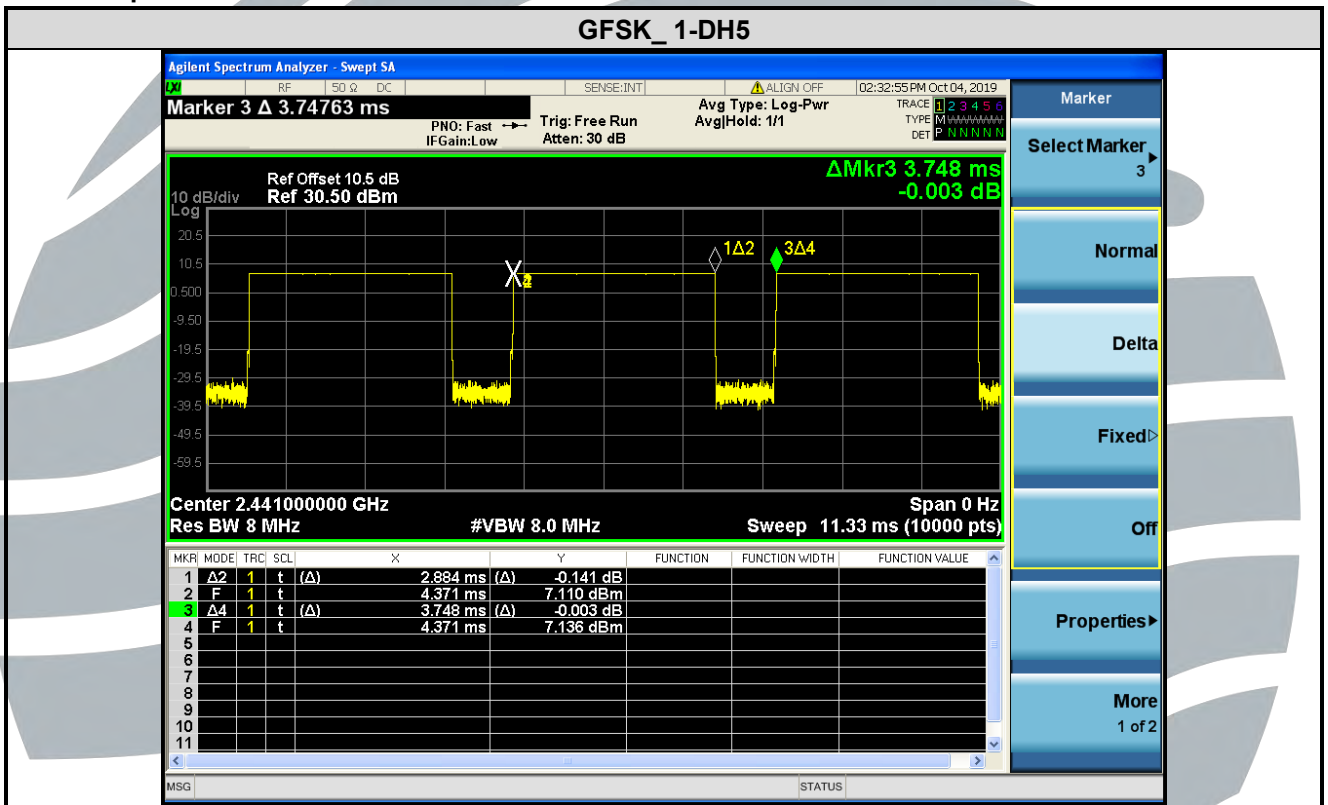 GFSK_ 1-DH5
Agilent Spectrum Analyzer - Swept SA
LXI RF 50 Ω DC SENSE:INT ALIGN OFF 02:32:55 PM Oct 04, 2019
Marker 3 Δ 3.74763 ms
PNO: Fast
IFGain:Low
Trig: Free Run
Atten: 30 dB
Avg Type: Log-Pwr
Avg|Hold: 1/1
TRACE 1 2 3 4 5 6
TYPE M
DET P N N N N N
ΔMkr3 3.748 ms
-0.003 dB
Ref Offset 10.5 dB
10 dB/div Ref 30.50 dBm
Log
20.5
10.5
0.500
-9.50
-19.5
-29.5
-39.5
-49.5
-59.5
1Δ2
3Δ4
Center 2.441000000 GHz Span 0 Hz
Res BW 8 MHz #VBW 8.0 MHz Sweep 11.33 ms (10000 pts)
MKR MODE TRC SCL X Y FUNCTION FUNCTION WIDTH FUNCTION VALUE
1 Δ2 1 t (Δ) 2.884 ms (Δ) -0.141 dB
2 F 1 t 4.371 ms 7.110 dBm
3 Δ4 1 t (Δ) 3.748 ms (Δ) -0.003 dB
4 F 1 t 4.371 ms 7.136 dBm
5
6
7
8
9
10
11
MSG STATUS
Marker
Select Marker
3
Normal
Delta
Fixed
Off
Properties
More
1 of 2